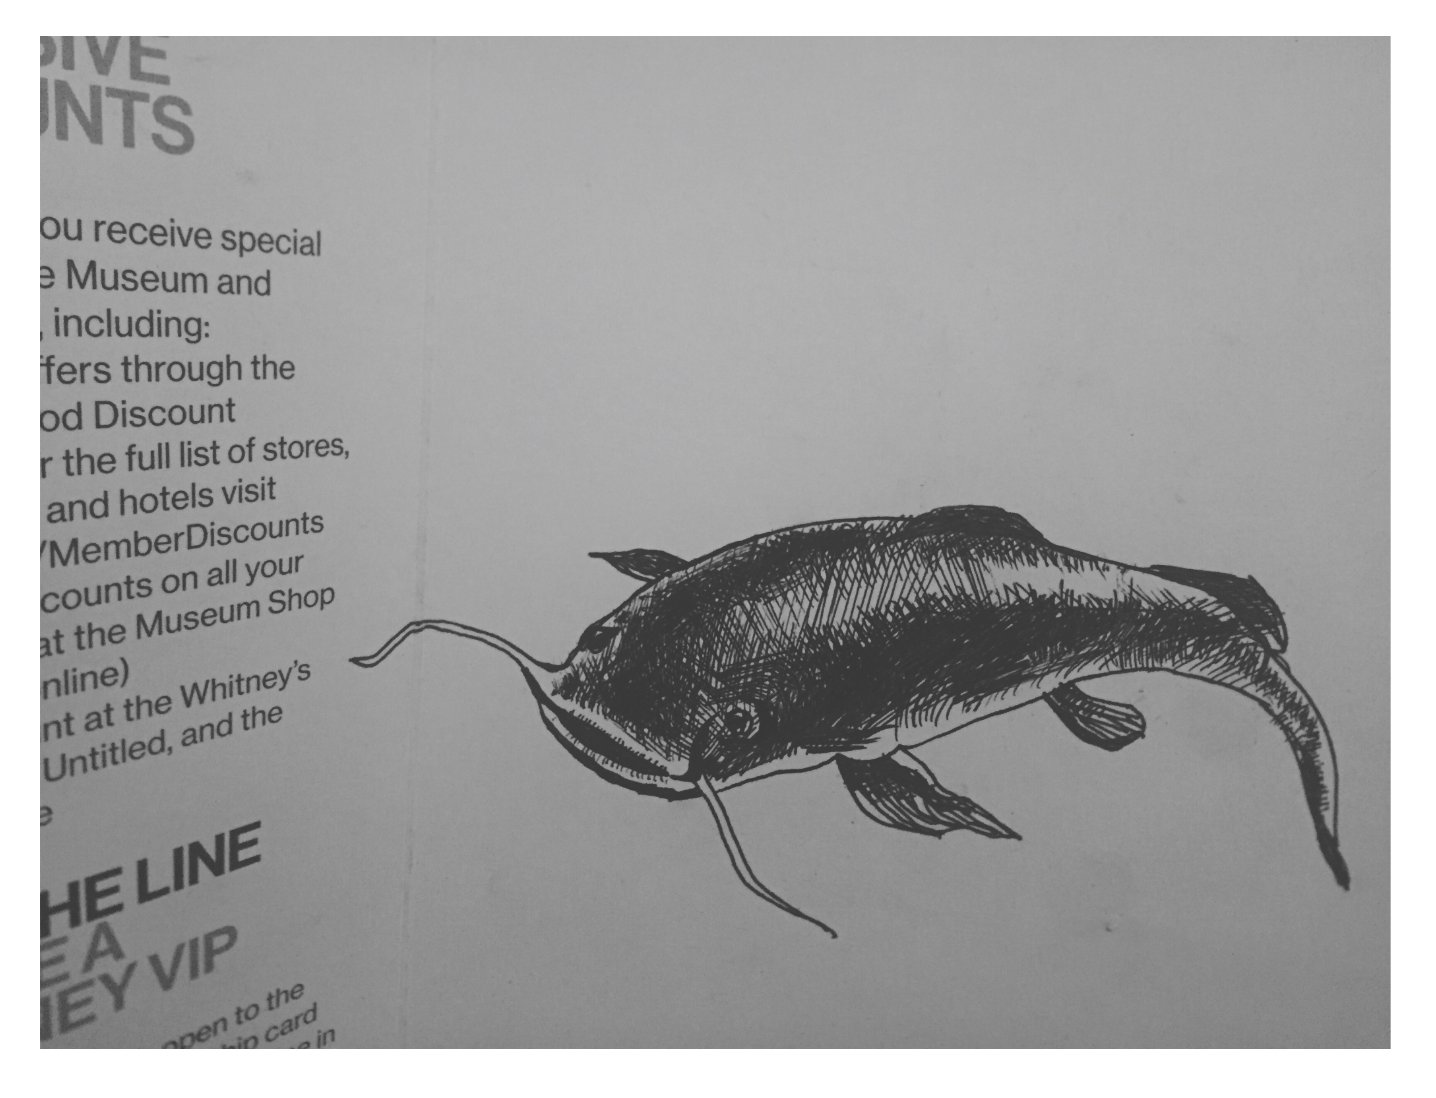 SIVE
UNTS
ou receive special
e Museum and
, including:
ffers through the
od Discount
r the full list of stores,
and hotels visit
/MemberDiscounts
counts on all your
at the Museum Shop
nline)
nt at the Whitney's
Untitled, and the
e
HE LINE
E A
NEY VIP
open to the
hip card
e in